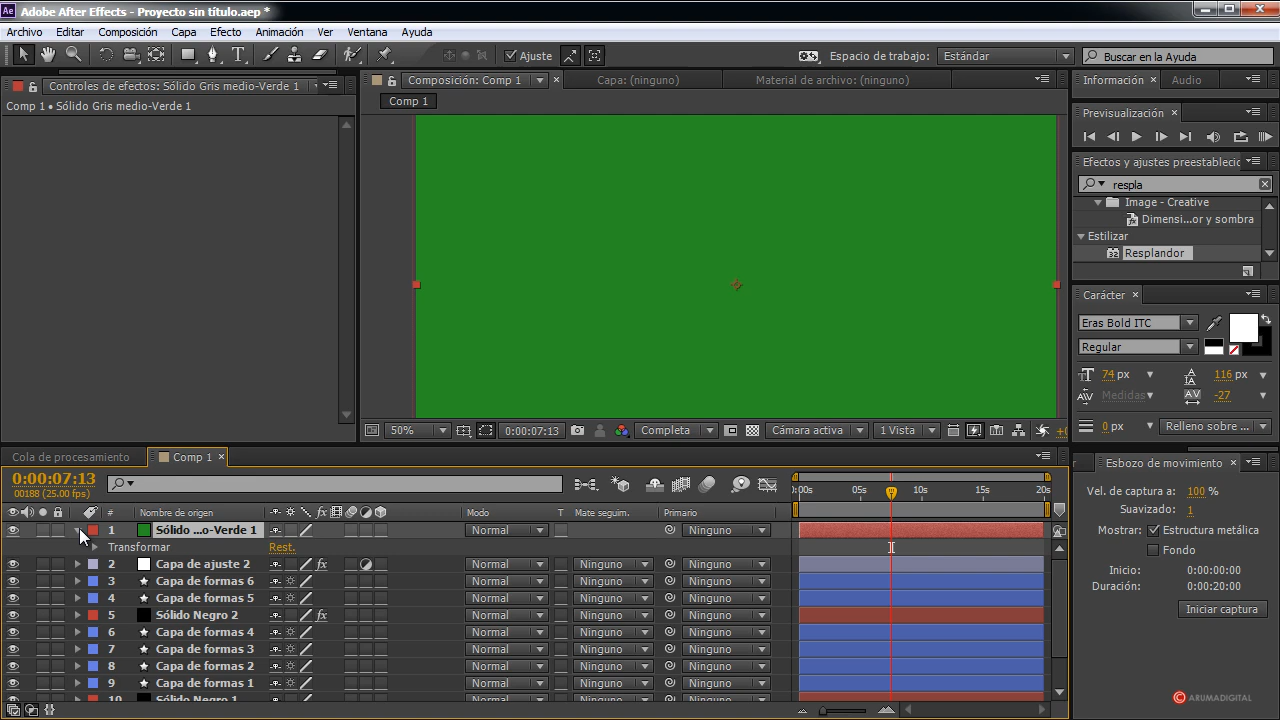 Ae Adobe After Effects - Proyecto sin título.aep *
Archivo Editar Composición Capa Efecto Animación Ver Ventana Ayuda
Ajuste Espacio de trabajo: Estándar Buscar en la Ayuda
Controles de efectos: Sólido Gris medio-Verde 1 Composición: Comp 1 Capa: (ninguno) Material de archivo: (ninguno) Información Audio
Comp 1 • Sólido Gris medio-Verde 1 Comp 1
Previsualización
Efectos y ajustes preestablecid
respla
Image - Creative
Dimensi...or y sombra
Estilizar
32 Resplandor
Carácter
Eras Bold ITC
Regular
74 px 116 px
Medidas -27
0 px Relleno sobre ...
50% 0:00:07:13 Completa Cámara activa 1 Vista
Cola de procesamiento Comp 1
0:00:07:13
00188 (25.00 fps) :00s 05s 10s 15s 20s
# Nombre de origen Modo T Mate seguim. Primario
1 Sólido ...o-Verde 1 Normal Ninguno
Transformar Rest.
2 Capa de ajuste 2 Normal Ninguno Ninguno
3 Capa de formas 6 Normal Ninguno Ninguno
4 Capa de formas 5 Normal Ninguno Ninguno
5 Sólido Negro 2 Normal Ninguno Ninguno
6 Capa de formas 4 Normal Ninguno Ninguno
7 Capa de formas 3 Normal Ninguno Ninguno
8 Capa de formas 2 Normal Ninguno Ninguno
9 Capa de formas 1 Normal Ninguno Ninguno
10 Sólido Negro 1 Normal Ninguno Ninguno
Esbozo de movimiento
Vel. de captura a: 100 %
Suavizado: 1
Mostrar: Estructura metálica
Fondo
Inicio: 0:00:00:00
Duración: 0:00:20:00
Iniciar captura
© ARUMADIGITAL